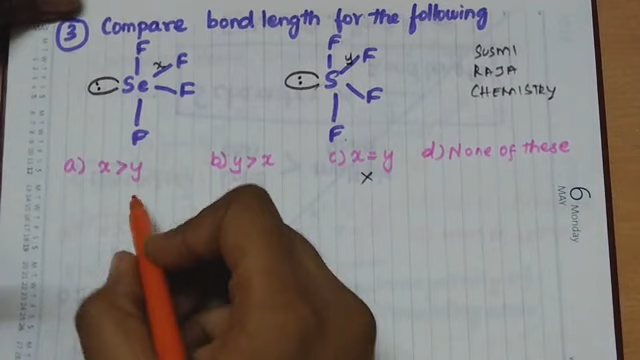 3 Compare bond length for the following
F
x F
: Se F
F
F
y F
: S F
F
SUSMI
RAJA
CHEMISTRY
a) x>y b) y>x c) x=y d) None of these
x
6 Monday
MAY